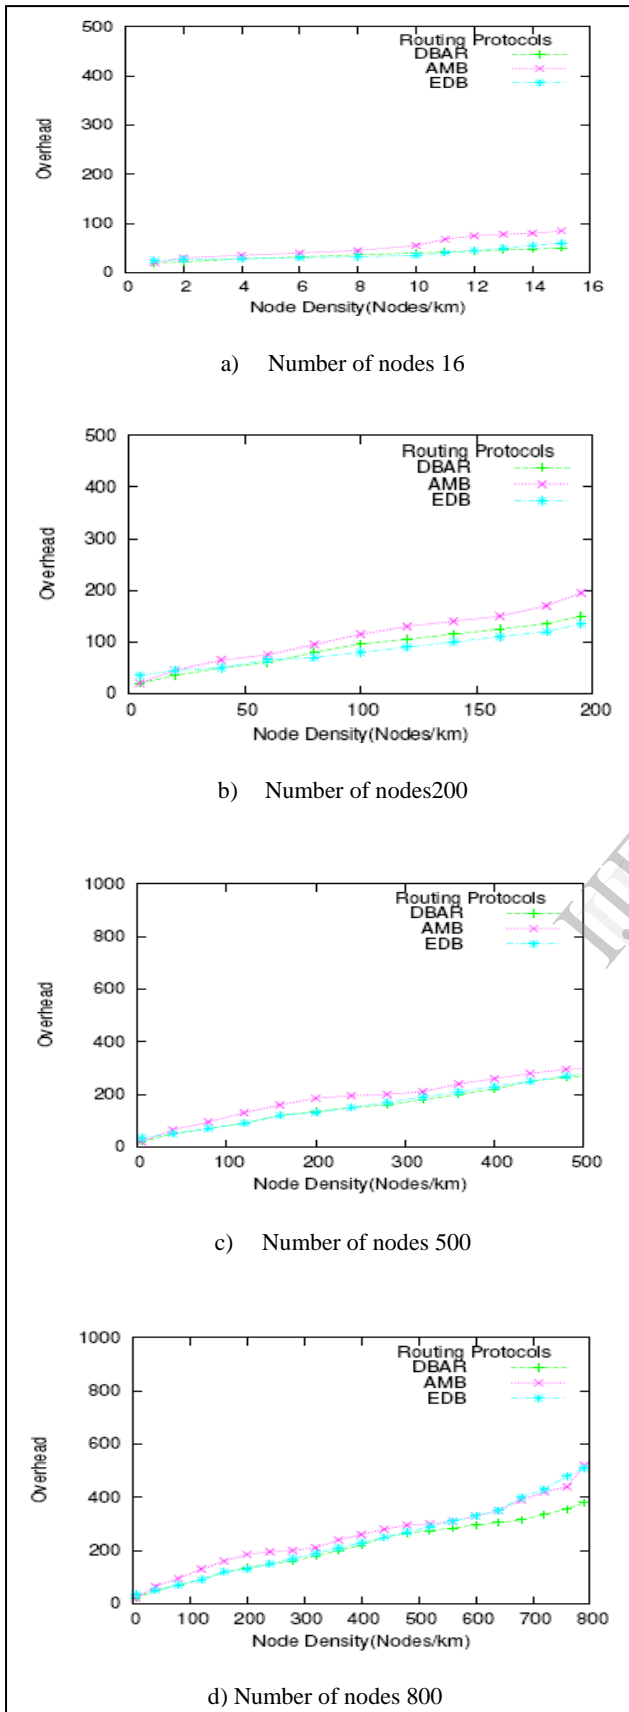 500
400
300
200
100
0
Overhead
Routing Protocols
DBAR
AMB
EDB
0 2 4 6 8 10 12 14 16
Node Density(Nodes/km)
a) Number of nodes 16
500
400
300
200
100
0
Overhead
Routing Protocols
DBAR
AMB
EDB
50 100 150 200
Node Density(Nodes/km)
b) Number of nodes200
1000
800
600
400
200
0
Overhead
Routing Protocols
DBAR
AMB
EDB
0 100 200 300 400 500
Node Density(Nodes/km)
c) Number of nodes 500
1000
800
600
400
200
0
Overhead
Routing Protocols
DBAR
AMB
EDB
0 100 200 300 400 500 600 700 800
Node Density(Nodes/km)
d) Number of nodes 800